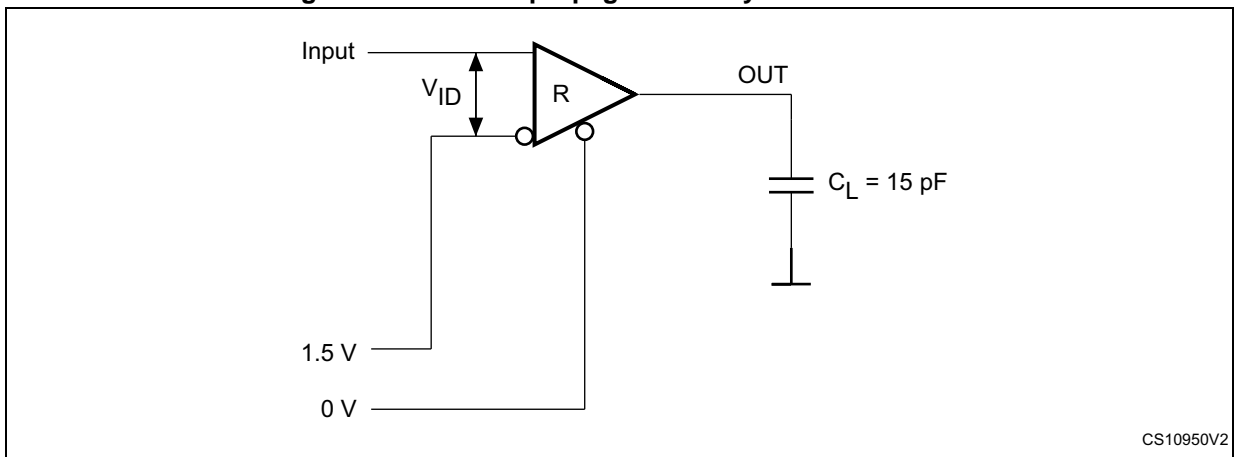 Input
V_ID
R
OUT
C_L = 15 pF
1.5 V
0 V
CS10950V2